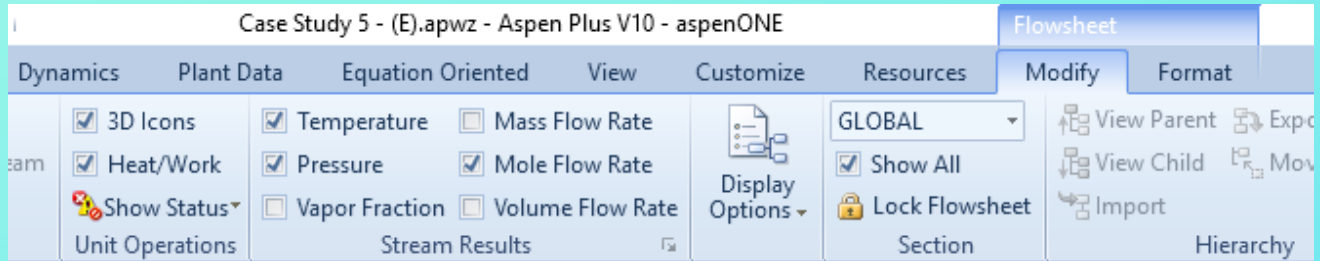 Case Study 5 - (E).apwz - Aspen Plus V10 - aspenONE
Flowsheet
Dynamics Plant Data Equation Oriented View Customize Resources Modify Format
3D Icons Temperature Mass Flow Rate GLOBAL View Parent
Heat/Work Pressure Mole Flow Rate Show All View Child
Display
Show Status Vapor Fraction Volume Flow Rate Options Lock Flowsheet Import
Unit Operations Stream Results Section Hierarchy